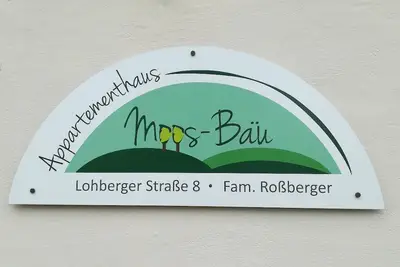 Appartementhaus
Moos-Bäu
Lohberger Straße 8 • Fam. Roßberger